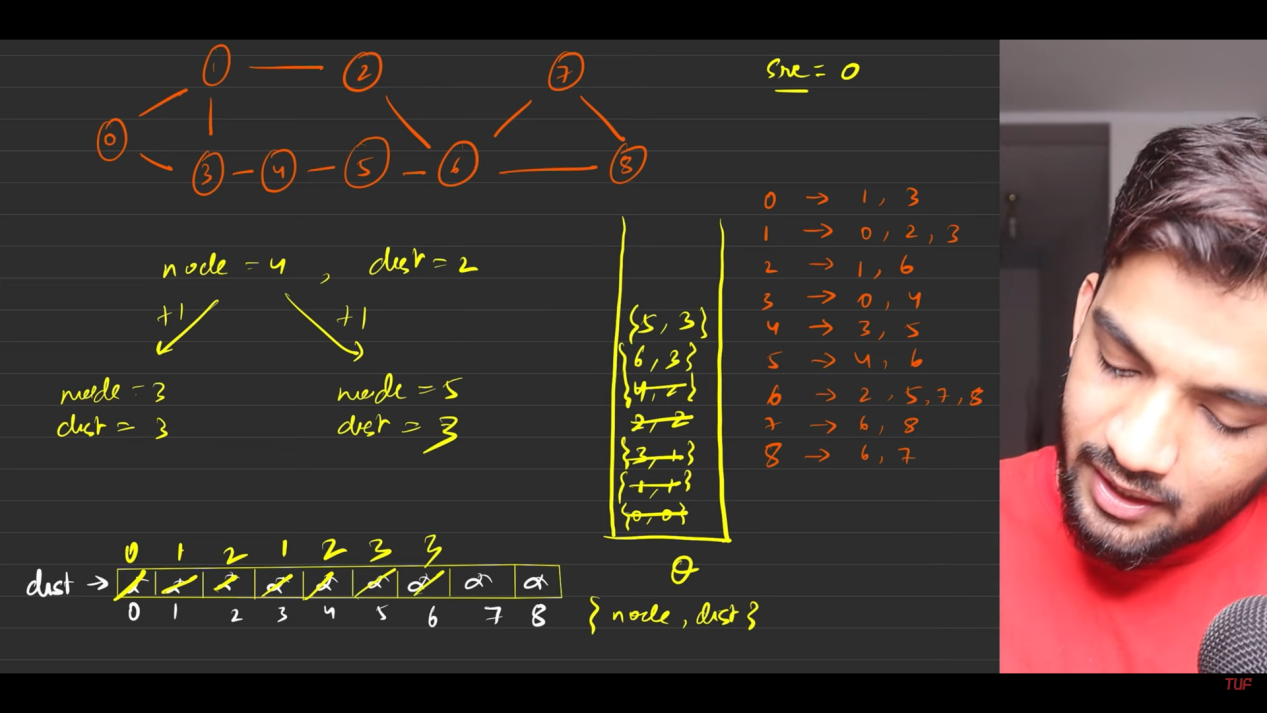 1 2 7 Src = 0
0
3 4 5 6 8
0 → 1, 3
1 → 0, 2, 3
2 → 1, 6
3 → 0, 4
4 → 3, 5
5 → 4, 6
6 → 2, 5, 7, 8
7 → 6, 8
8 → 6, 7
node = 4, dist = 2
+1 +1
node = 3 node = 5
dist = 3 dist = 3
{5, 3}
{6, 3}
{4, 2}
2, 2
{3, 1}
{1, 1}
{0, 0}
Q
{node, dist}
0 1 2 1 2 3 3
dist → α α α α α α α α α
0 1 2 3 4 5 6 7 8
TUF